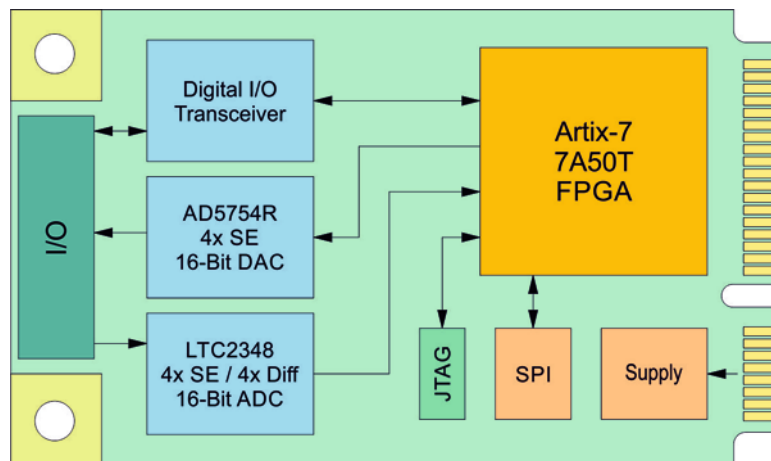 Digital I/O
Transceiver
Artix-7
7A50T
FPGA
I/O
AD5754R
4x SE
16-Bit DAC
LTC2348
4x SE / 4x Diff
16-Bit ADC
JTAG
SPI
Supply